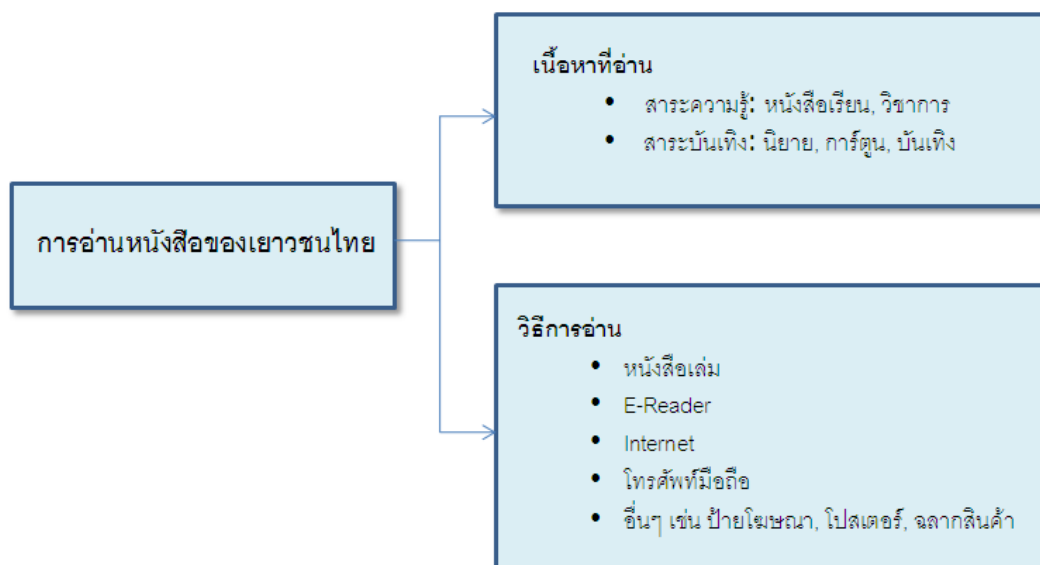 การอ่านหนังสือของเยาวชนไทย
เนื้อหาที่อ่าน
• สาระความรู้: หนังสือเรียน, วิชาการ
• สาระบันเทิง: นิยาย, การ์ตูน, บันเทิง
วิธีการอ่าน
• หนังสือเล่ม
• E-Reader
• Internet
• โทรศัพท์มือถือ
• อื่นๆ เช่น ป้ายโฆษณา, โปสเตอร์, ฉลากสินค้า